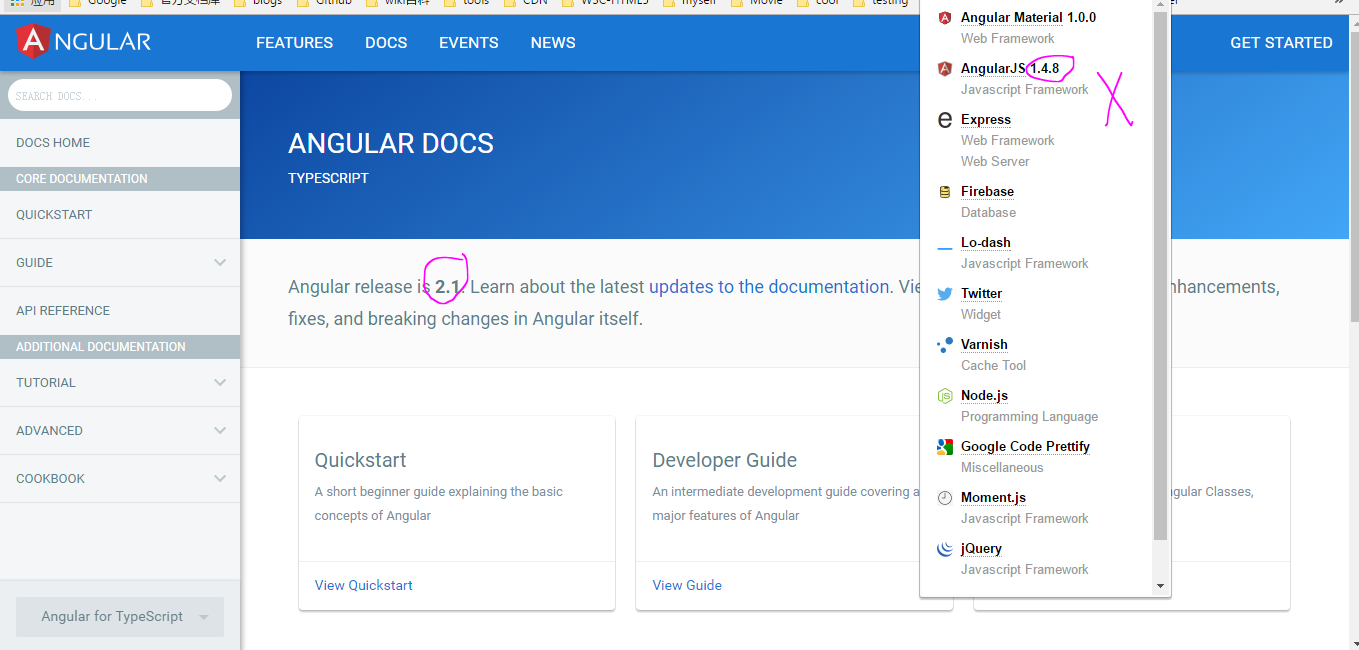 应用 Google 官方文档库 blogs Github wiki百科 tools CDN W3C-HTML5 myself Movie cool testing
ANGULAR
FEATURES DOCS EVENTS NEWS
GET STARTED
SEARCH DOCS...
DOCS HOME
CORE DOCUMENTATION
QUICKSTART
GUIDE
API REFERENCE
ADDITIONAL DOCUMENTATION
TUTORIAL
ADVANCED
COOKBOOK
Angular for TypeScript
ANGULAR DOCS
TYPESCRIPT
Angular release is 2.1. Learn about the latest updates to the documentation. Vie
nhancements,
fixes, and breaking changes in Angular itself.
Quickstart
A short beginner guide explaining the basic
concepts of Angular
View Quickstart
Developer Guide
An intermediate development guide covering a
major features of Angular
View Guide
gular Classes,
Angular Material 1.0.0
Web Framework
AngularJS 1.4.8
Javascript Framework
X
Express
Web Framework
Web Server
Firebase
Database
Lo-dash
Javascript Framework
Twitter
Widget
Varnish
Cache Tool
Node.js
Programming Language
Google Code Prettify
Miscellaneous
Moment.js
Javascript Framework
jQuery
Javascript Framework